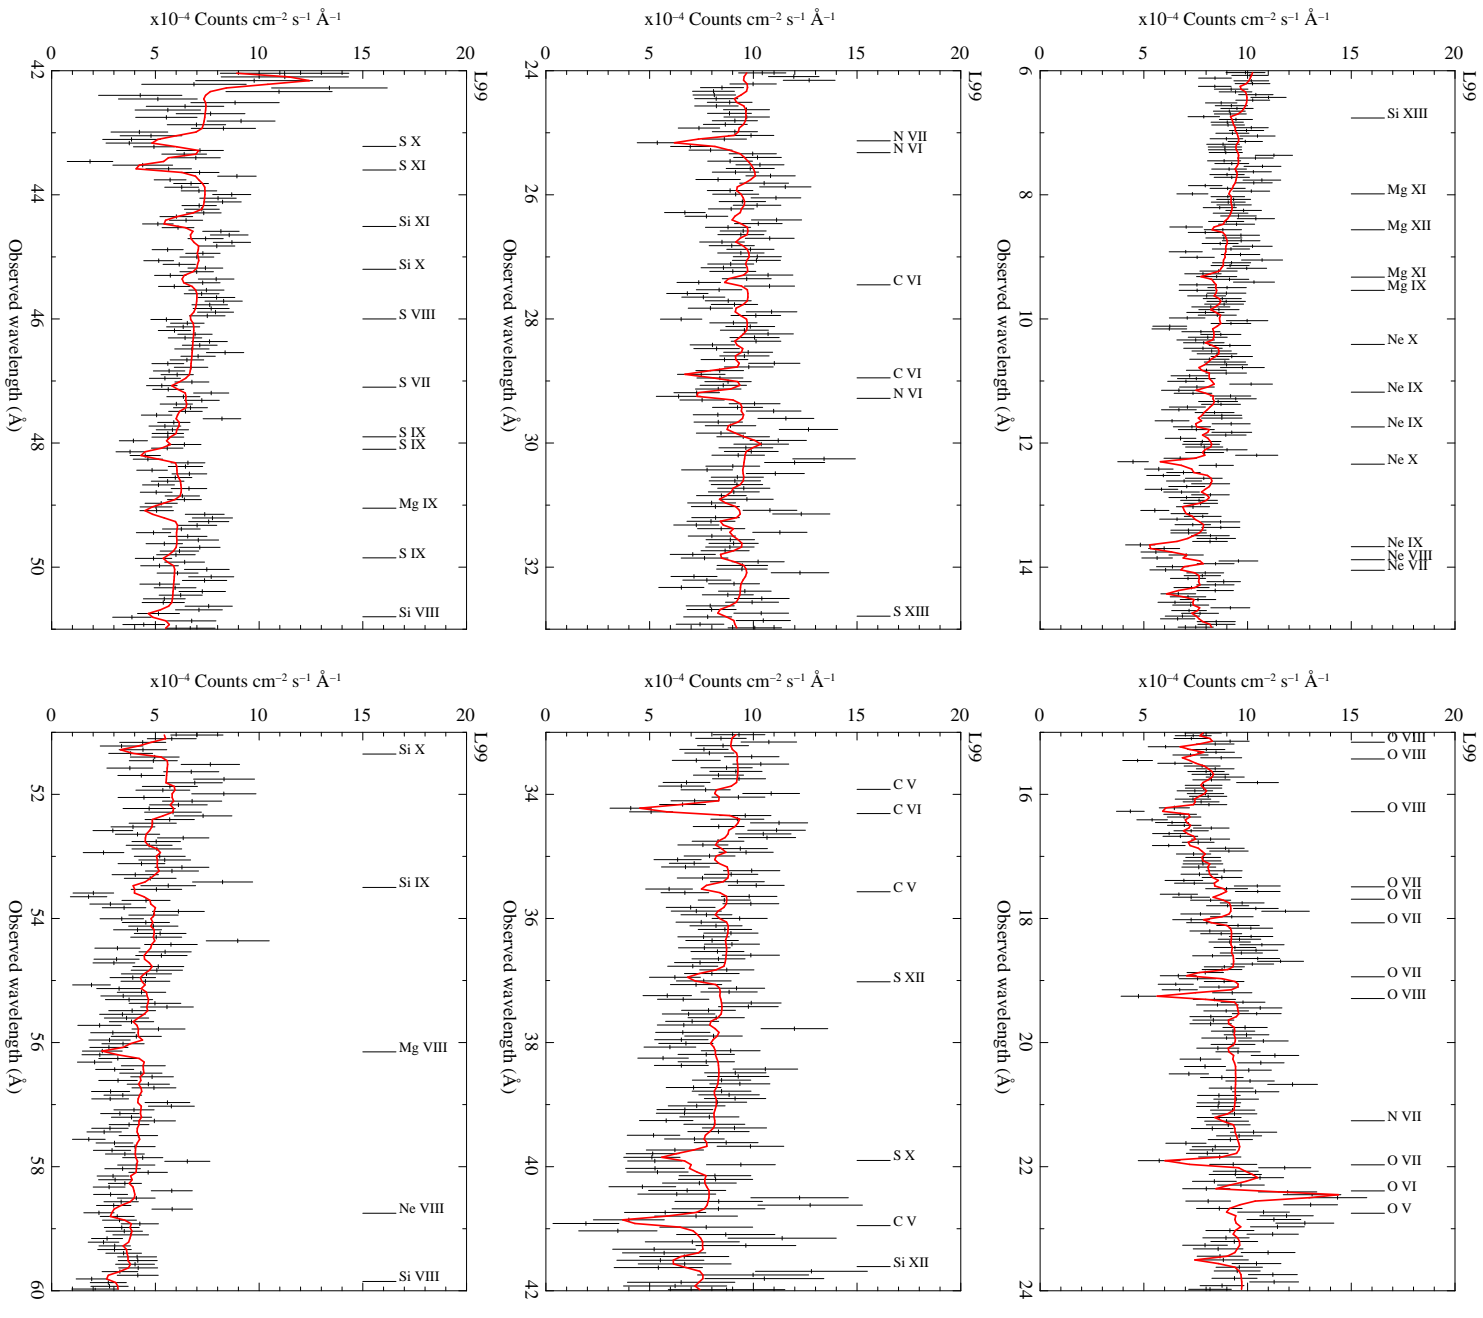 x10⁻⁴ Counts cm⁻² s⁻¹ Å⁻¹
0 5 10 15 20
L99
42
44
46
48
50
Observed wavelength (Å)
S X
S XI
Si XI
Si X
S VIII
S VII
S IX
S IX
Mg IX
S IX
Si VIII
x10⁻⁴ Counts cm⁻² s⁻¹ Å⁻¹
0 5 10 15 20
L99
24
26
28
30
32
Observed wavelength (Å)
N VII
N VI
C VI
C VI
N VI
S XIII
x10⁻⁴ Counts cm⁻² s⁻¹ Å⁻¹
0 5 10 15 20
L99
6
8
10
12
14
Observed wavelength (Å)
Si XIII
Mg XI
Mg XII
Mg XI
Mg IX
Ne X
Ne IX
Ne IX
Ne X
Ne IX
Ne VIII
Ne VII
x10⁻⁴ Counts cm⁻² s⁻¹ Å⁻¹
0 5 10 15 20
L99
52
54
56
58
60
Observed wavelength (Å)
Si X
Si IX
Mg VIII
Ne VIII
Si VIII
x10⁻⁴ Counts cm⁻² s⁻¹ Å⁻¹
0 5 10 15 20
L99
34
36
38
40
42
Observed wavelength (Å)
C V
C VI
C V
S XII
S X
C V
Si XII
x10⁻⁴ Counts cm⁻² s⁻¹ Å⁻¹
0 5 10 15 20
L99
16
18
20
22
24
Observed wavelength (Å)
O VIII
O VIII
O VIII
O VII
O VII
O VII
O VII
O VIII
N VII
O VII
O VI
O V